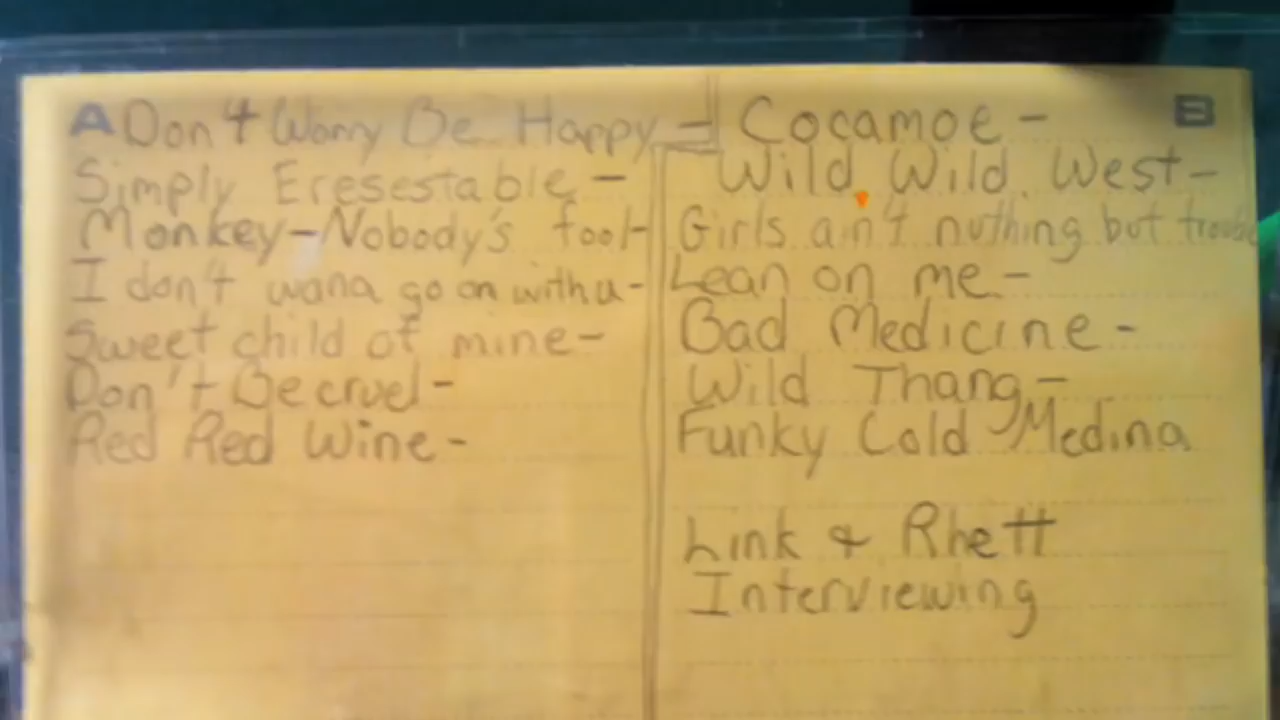 A Don't Worry Be Happy -
Simply Eresestable -
Monkey - Nobody's fool -
I don't wana go on with u -
Sweet child of mine -
Don't Be cruel -
Red Red Wine -
B
Cocamoe -
Wild, Wild, West -
Girls ain't nuthing but trouble
Lean on me -
Bad Medicine -
Wild Thang -
Funky Cold Medina
Link & Rhett
Interviewing